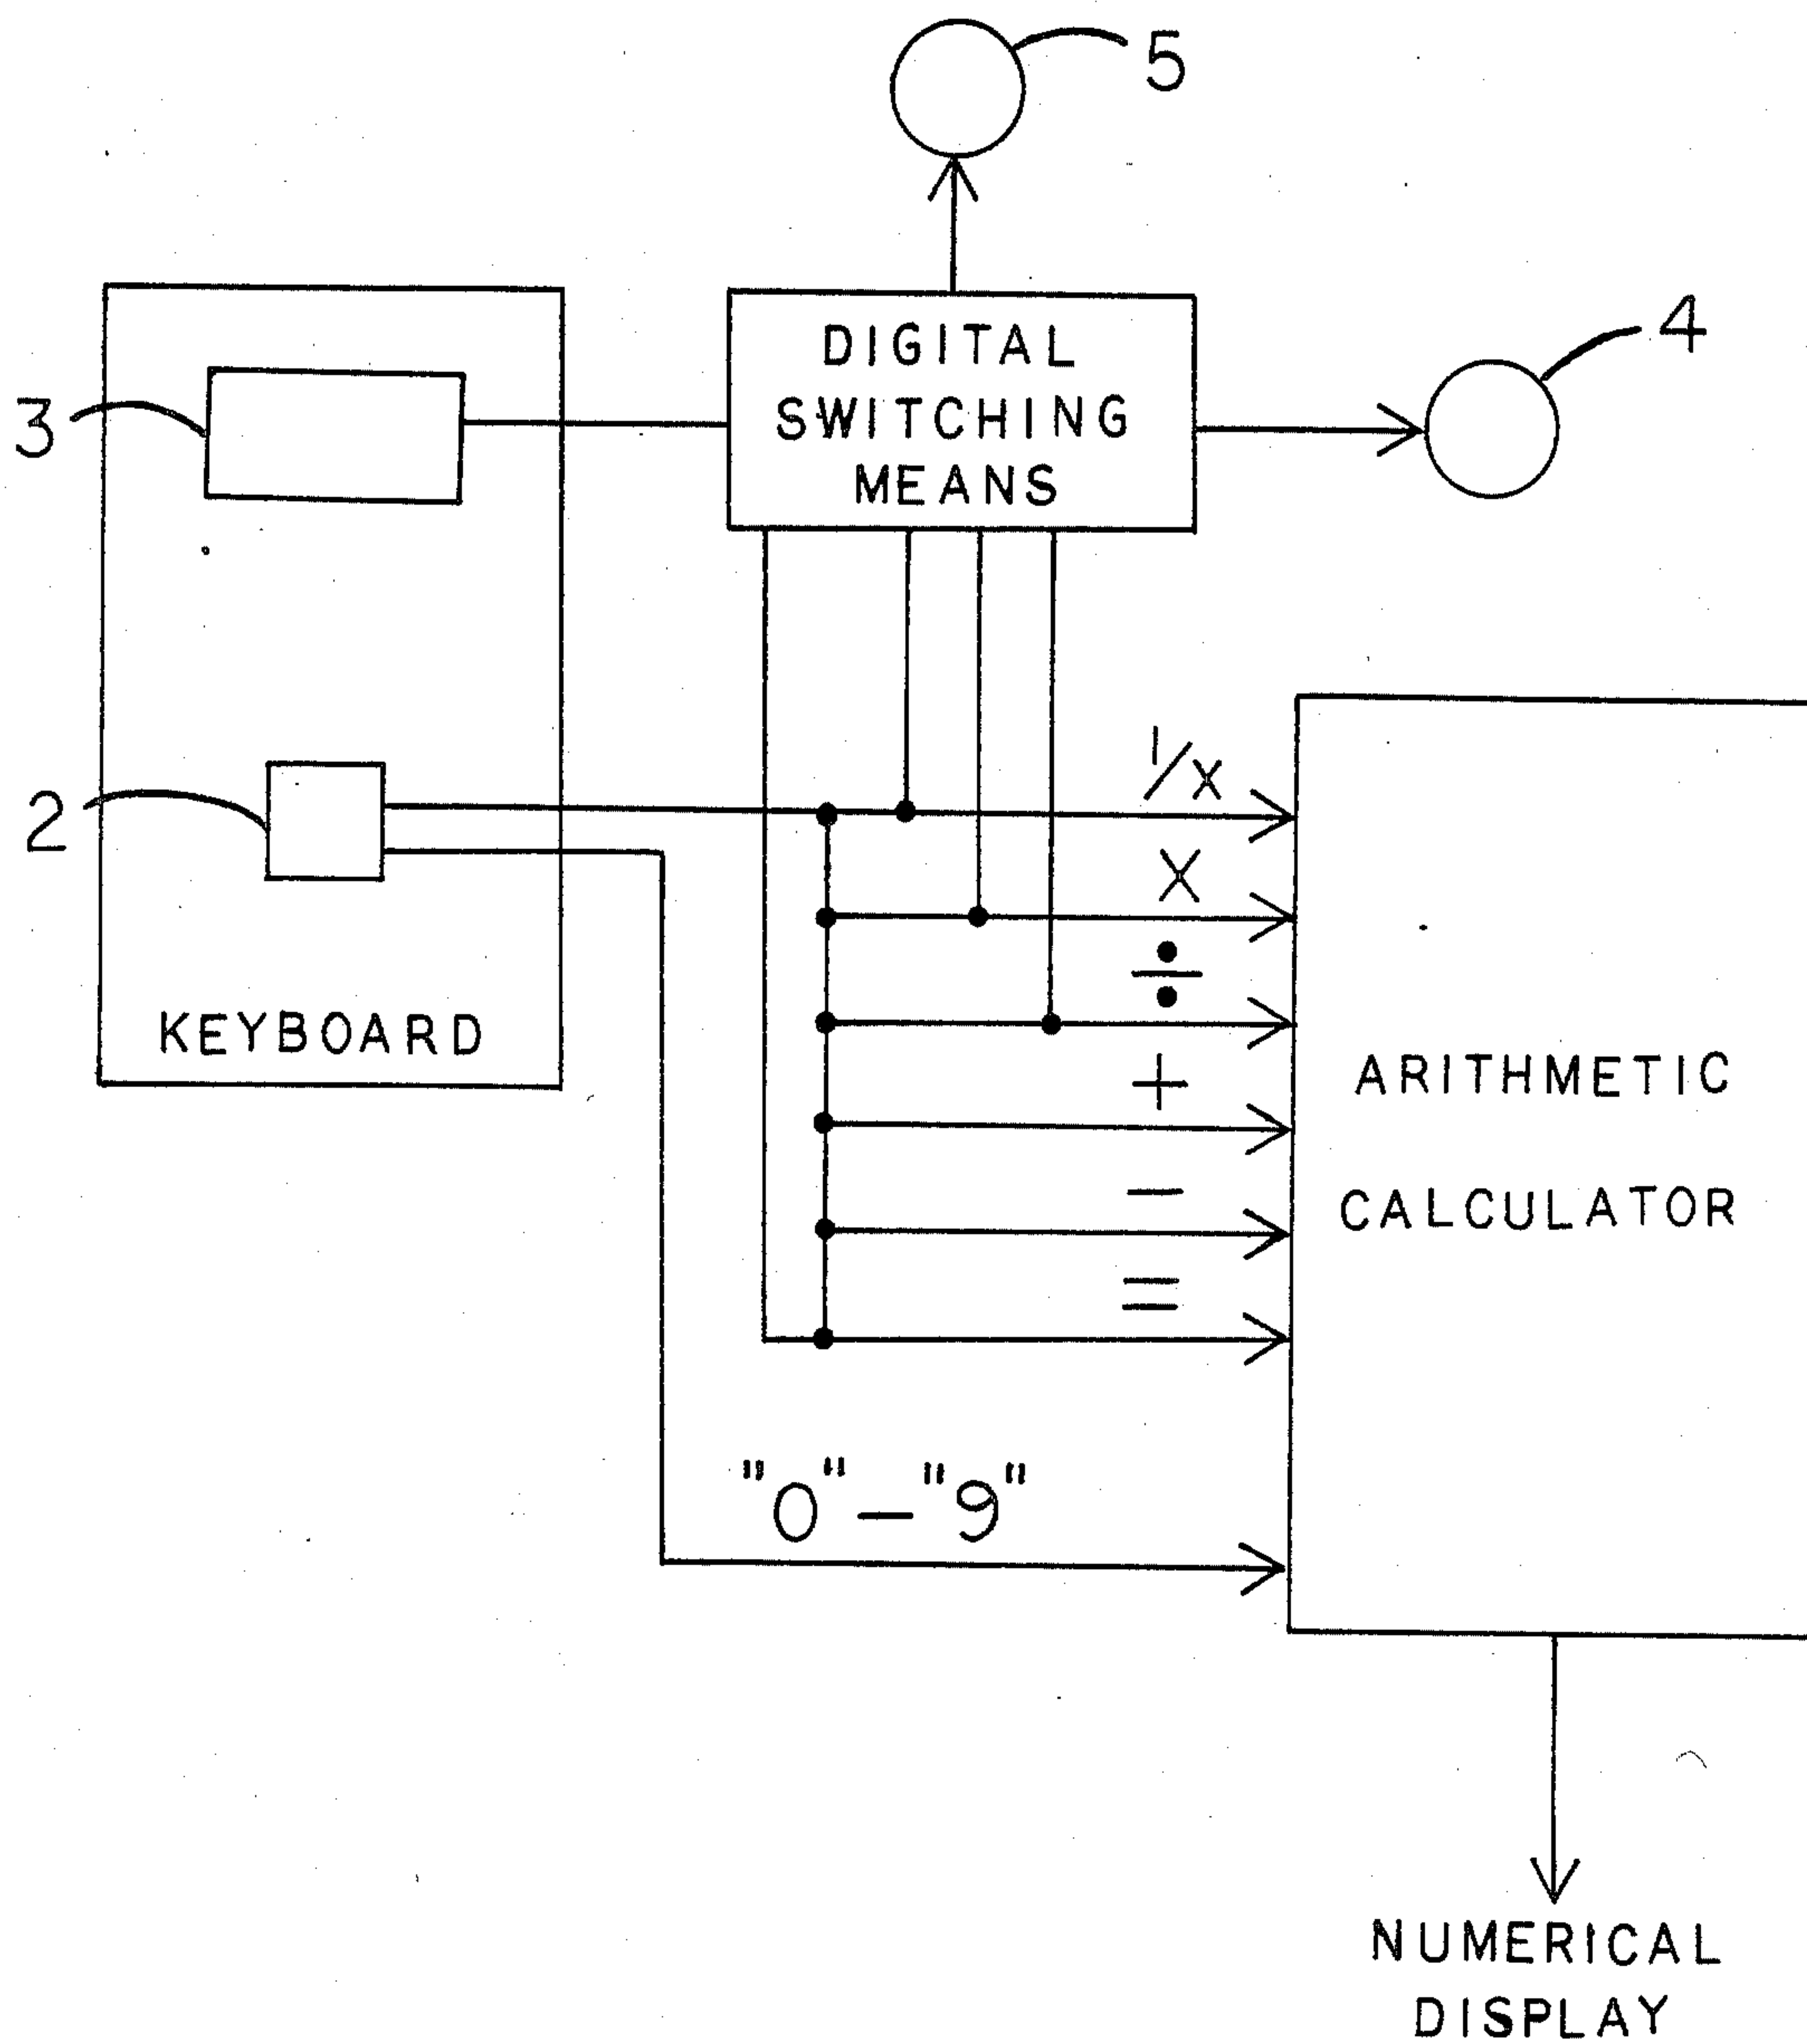 5
DIGITAL
SWITCHING
MEANS
4
3
1/x
2
X
÷
KEYBOARD
+
ARITHMETIC
−
CALCULATOR
=
"0" — "9"
NUMERICAL
DISPLAY